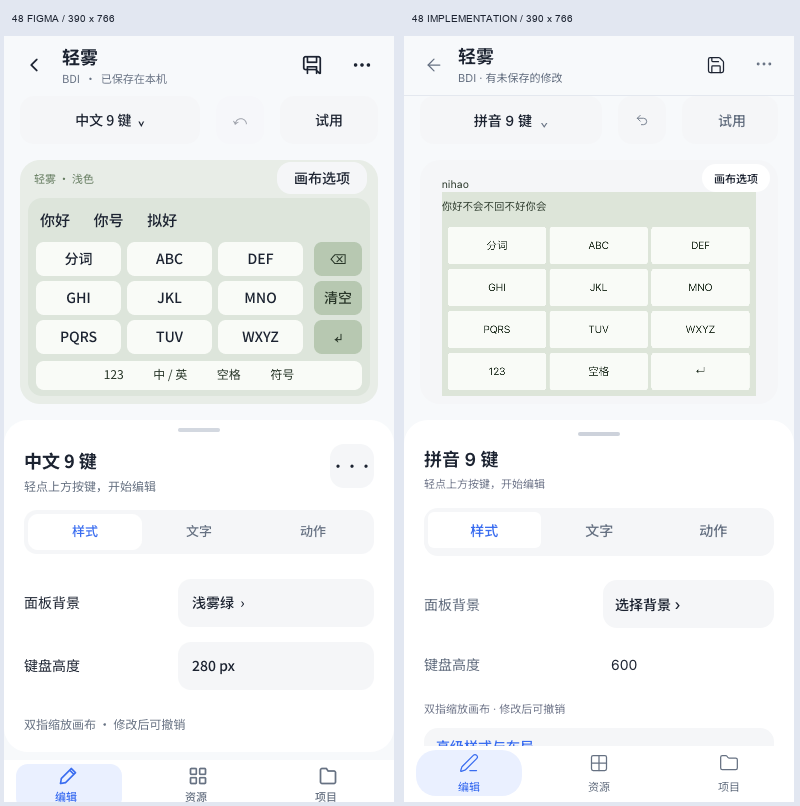 48 FIGMA / 390 x 766
轻雾
BDI • 已保存在本机
中文 9 键
试用
轻雾 • 浅色
画布选项
你好 你号 拟好
分词 ABC DEF
GHI JKL MNO 清空
PQRS TUV WXYZ
123 中 / 英 空格 符号
中文 9 键
轻点上方按键，开始编辑
样式 文字 动作
面板背景 浅雾绿 ›
键盘高度 280 px
双指缩放画布 • 修改后可撤销
编辑 资源 项目
48 IMPLEMENTATION / 390 x 766
轻雾
BDI · 有未保存的修改
拼音 9 键
试用
画布选项
nihao
你好不会不回不好你会
分词 ABC DEF
GHI JKL MNO
PQRS TUV WXYZ
123 空格
拼音 9 键
轻点上方按键，开始编辑
样式 文字 动作
面板背景 选择背景 ›
键盘高度 600
双指缩放画布 · 修改后可撤销
高级样式与布局
编辑 资源 项目